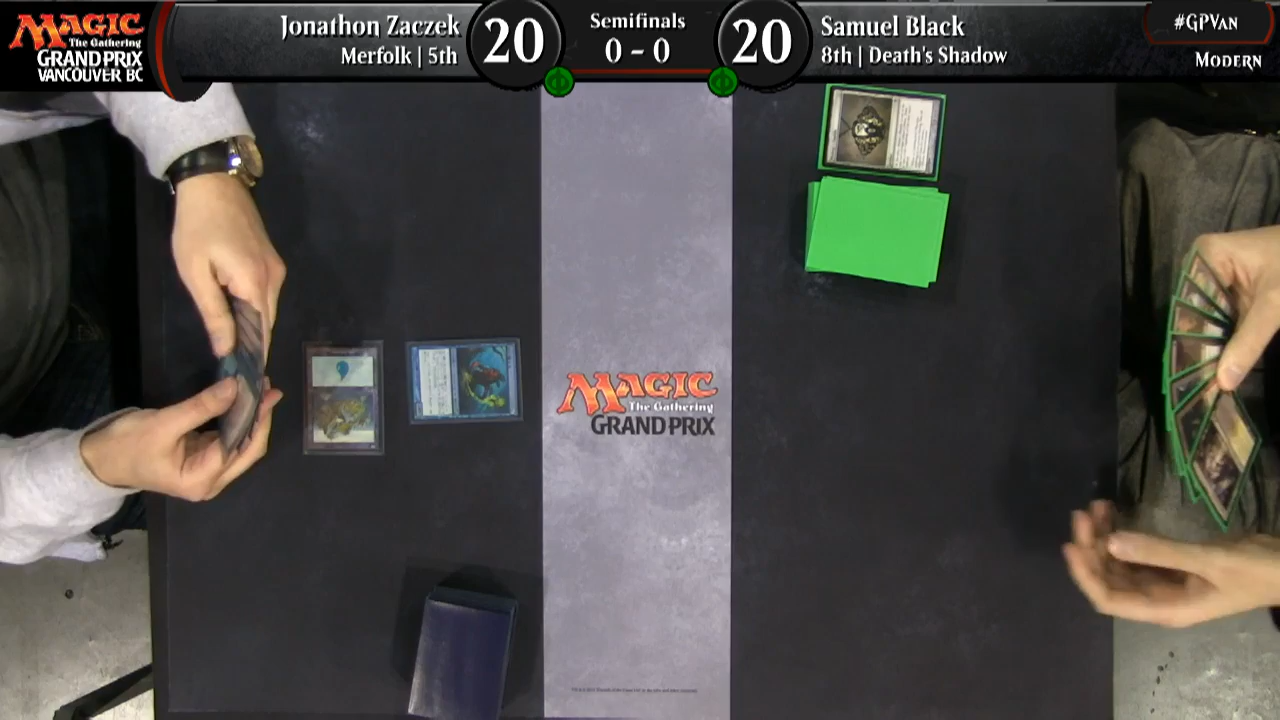 MAGIC
The Gathering
GRAND PRIX
VANCOUVER BC
Jonathon Zaczek
Merfolk | 5th
20
Semifinals
0 - 0
20
Samuel Black
8th | Death's Shadow
#GPVan
Modern
MAGIC
The Gathering
GRAND PRIX